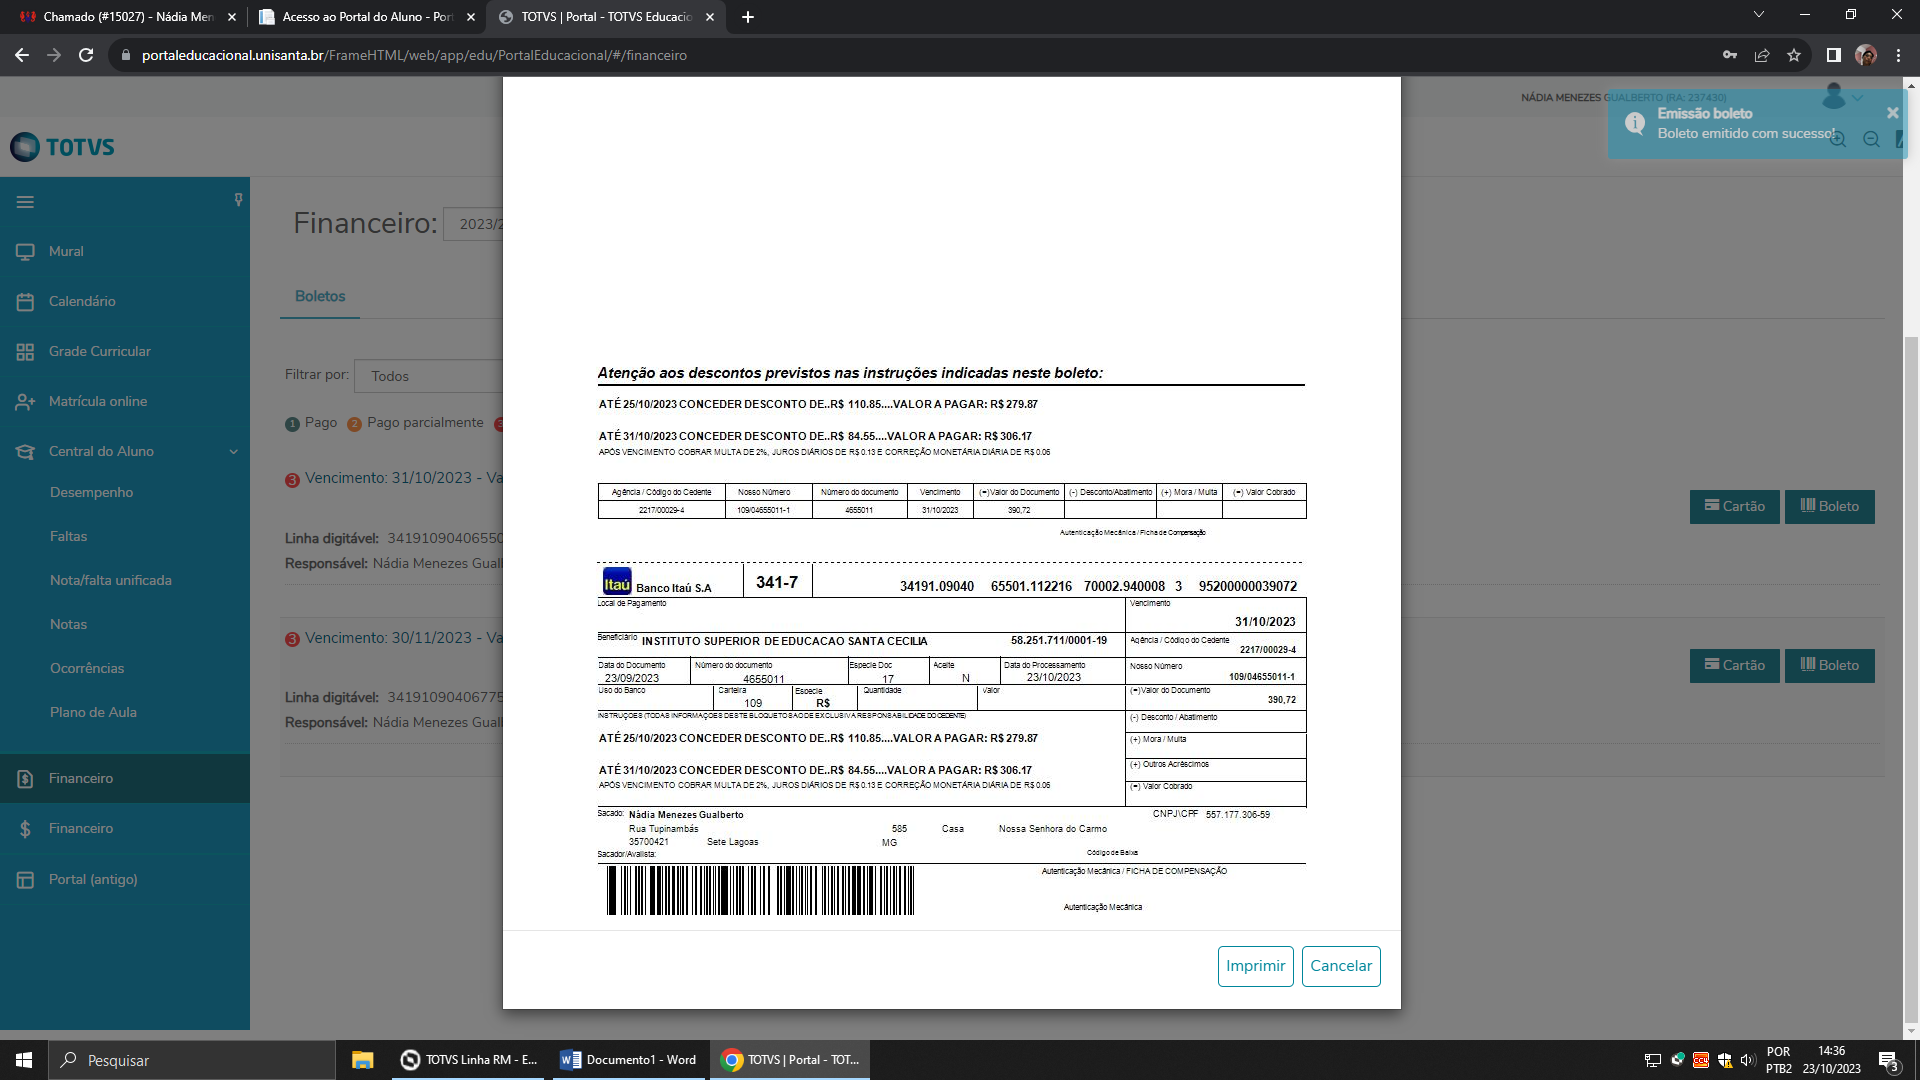 Chamado (#15027) - Nádia Men
Acesso ao Portal do Aluno - Port
TOTVS | Portal - TOTVS Educacio
portaleducacional.unisanta.br/FrameHTML/web/app/edu/PortalEducacional/#/financeiro
NÁDIA MENEZES GUALBERTO (RA: 237430)
Emissão boleto
Boleto emitido com sucesso!
TOTVS
Mural
Calendário
Grade Curricular
Matrícula online
Central do Aluno
Desempenho
Faltas
Nota/falta unificada
Notas
Ocorrências
Plano de Aula
Financeiro
Financeiro
Portal (antigo)
Financeiro: 2023/2
Boletos
Filtrar por: Todos
1 Pago 2 Pago parcialmente 3
3 Vencimento: 31/10/2023 - Va
Linha digitável: 34191090406550
Responsável: Nádia Menezes Gual
Cartão Boleto
3 Vencimento: 30/11/2023 - Va
Linha digitável: 34191090406775
Responsável: Nádia Menezes Gual
Cartão Boleto
Atenção aos descontos previstos nas instruções indicadas neste boleto:
ATÉ 25/10/2023 CONCEDER DESCONTO DE..R$ 110.85....VALOR A PAGAR: R$ 279.87
ATÉ 31/10/2023 CONCEDER DESCONTO DE..R$ 84.55....VALOR A PAGAR: R$ 306.17
APÓS VENCIMENTO COBRAR MULTA DE 2%, JUROS DIÁRIOS DE R$ 0.13 E CORREÇÃO MONETÁRIA DIÁRIA DE R$ 0.06
Agência / Código do Cedente Nosso Número Número do documento Vencimento (=)Valor do Documento (-) Desconto/Abatimento (+) Mora / Multa (=) Valor Cobrado
2217/00029-4 109/04655011-1 4655011 31/10/2023 390,72
Autenticação Mecânica / Ficha de Compensação
Itaú Banco Itaú S.A 341-7 34191.09040 65501.112216 70002.940008 3 95200000039072
Local de Pagamento Vencimento
31/10/2023
Beneficiário INSTITUTO SUPERIOR DE EDUCACAO SANTA CECILIA 58.251.711/0001-19 Agência / Código do Cedente
2217/00029-4
Data do Documento Número do documento Especie Doc Aceite Data do Processamento Nosso Número
23/09/2023 4655011 17 N 23/10/2023 109/04655011-1
Uso do Banco Carteira Especie Quantidade Valor (=)Valor do Documento
109 R$ 390,72
INSTRUÇÕES (TODAS INFORMAÇÕES DESTE BLOQUETO SAO DE EXCLUSIVA RESPONSABILIDADE DO CEDENTE) (-) Desconto / Abatimento
ATÉ 25/10/2023 CONCEDER DESCONTO DE..R$ 110.85....VALOR A PAGAR: R$ 279.87 (+) Mora / Multa
(+) Outros Acréscimos
ATÉ 31/10/2023 CONCEDER DESCONTO DE..R$ 84.55....VALOR A PAGAR: R$ 306.17
APÓS VENCIMENTO COBRAR MULTA DE 2%, JUROS DIÁRIOS DE R$ 0.13 E CORREÇÃO MONETÁRIA DIÁRIA DE R$ 0.06 (=) Valor Cobrado
Sacado: Nádia Menezes Gualberto CNPJ\CPF 557.177.306-59
Rua Tupinambás 585 Casa Nossa Senhora do Carmo
35700421 Sete Lagoas MG
Sacador/Avalista: Código de Baixa
Autenticação Mecânica / FICHA DE COMPENSAÇÃO
Autenticação Mecânica
Imprimir Cancelar
Pesquisar
TOTVS Linha RM - E...
Documento1 - Word
TOTVS | Portal - TOT...
POR
PTB2
14:36
23/10/2023
3